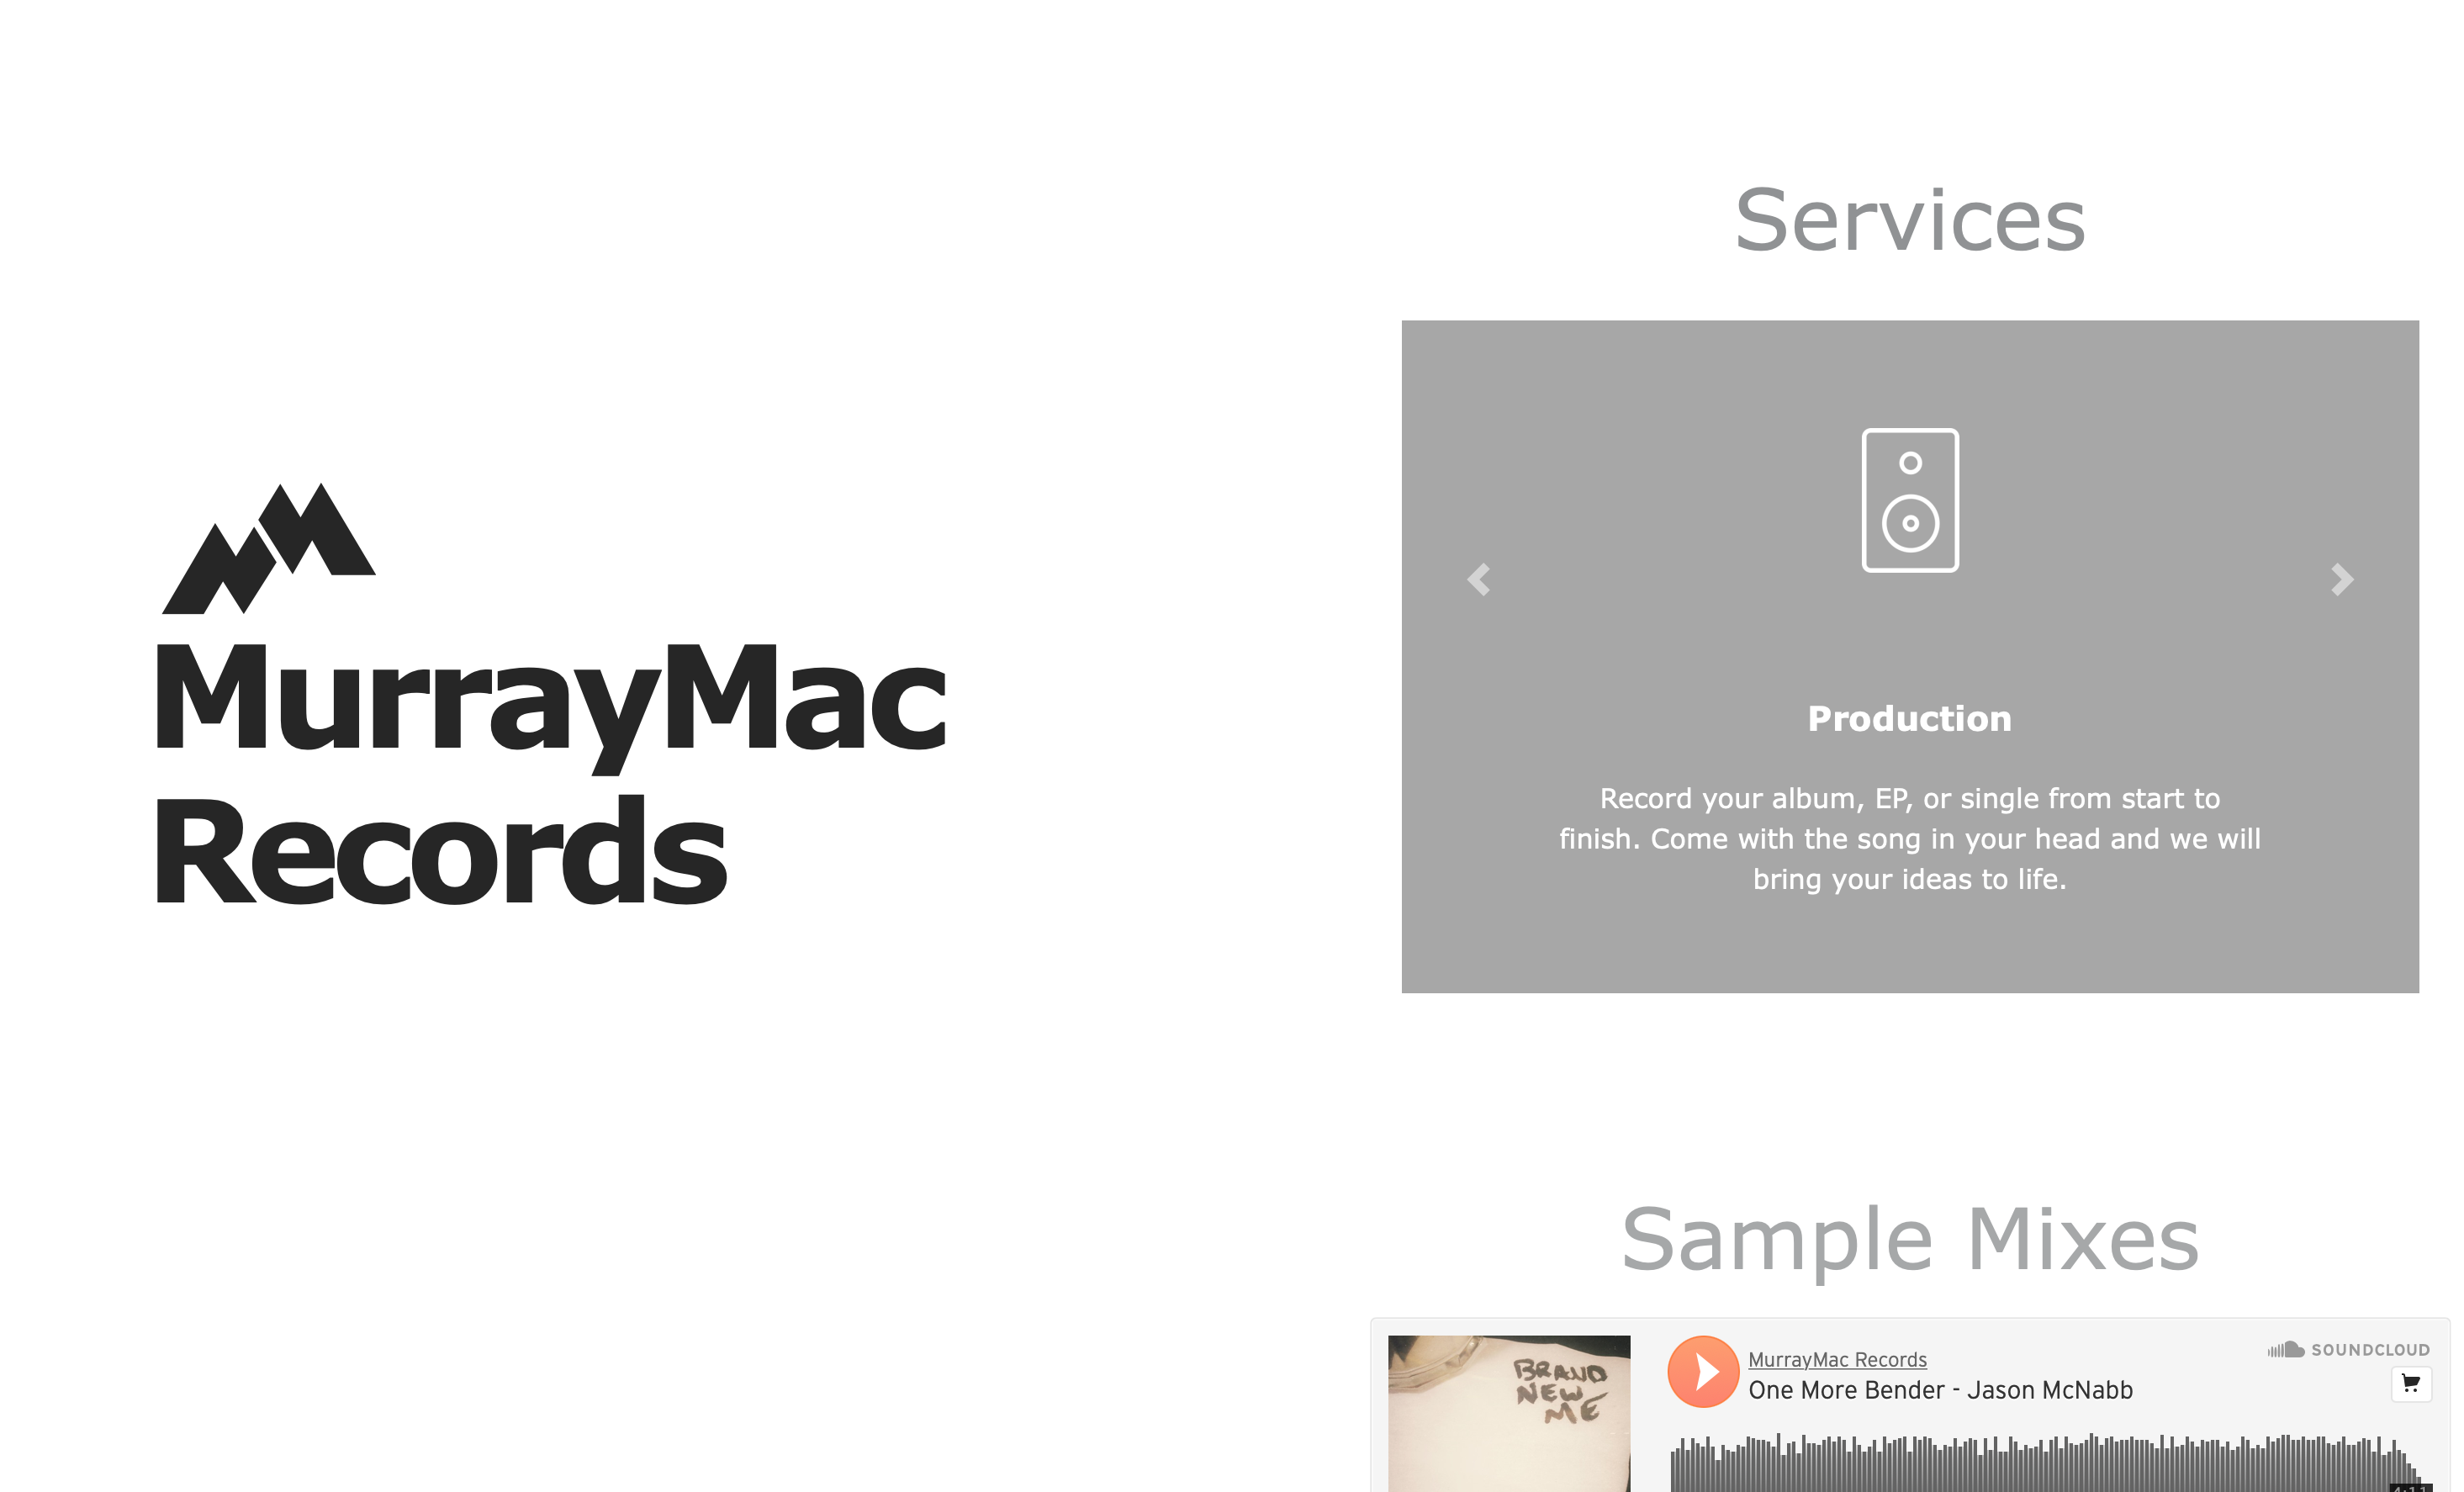 MurrayMac
Records
Services
Production
Record your album, EP, or single from start to
finish. Come with the song in your head and we will
bring your ideas to life.
Sample Mixes
BRAND
NEW
ME
MurrayMac Records
One More Bender - Jason McNabb
SOUNDCLOUD